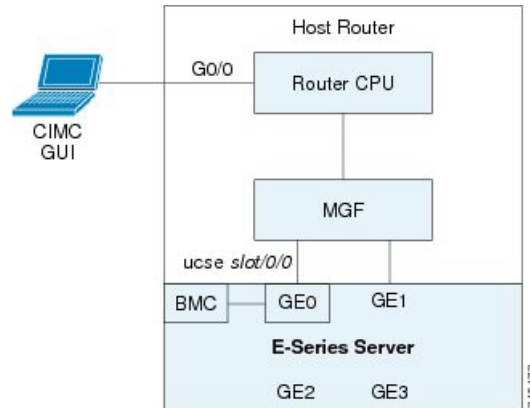 Host Router
G0/0
Router CPU
CIMC
GUI
MGF
ucse slot/0/0
BMC
GE0
GE1
E-Series Server
GE2
GE3